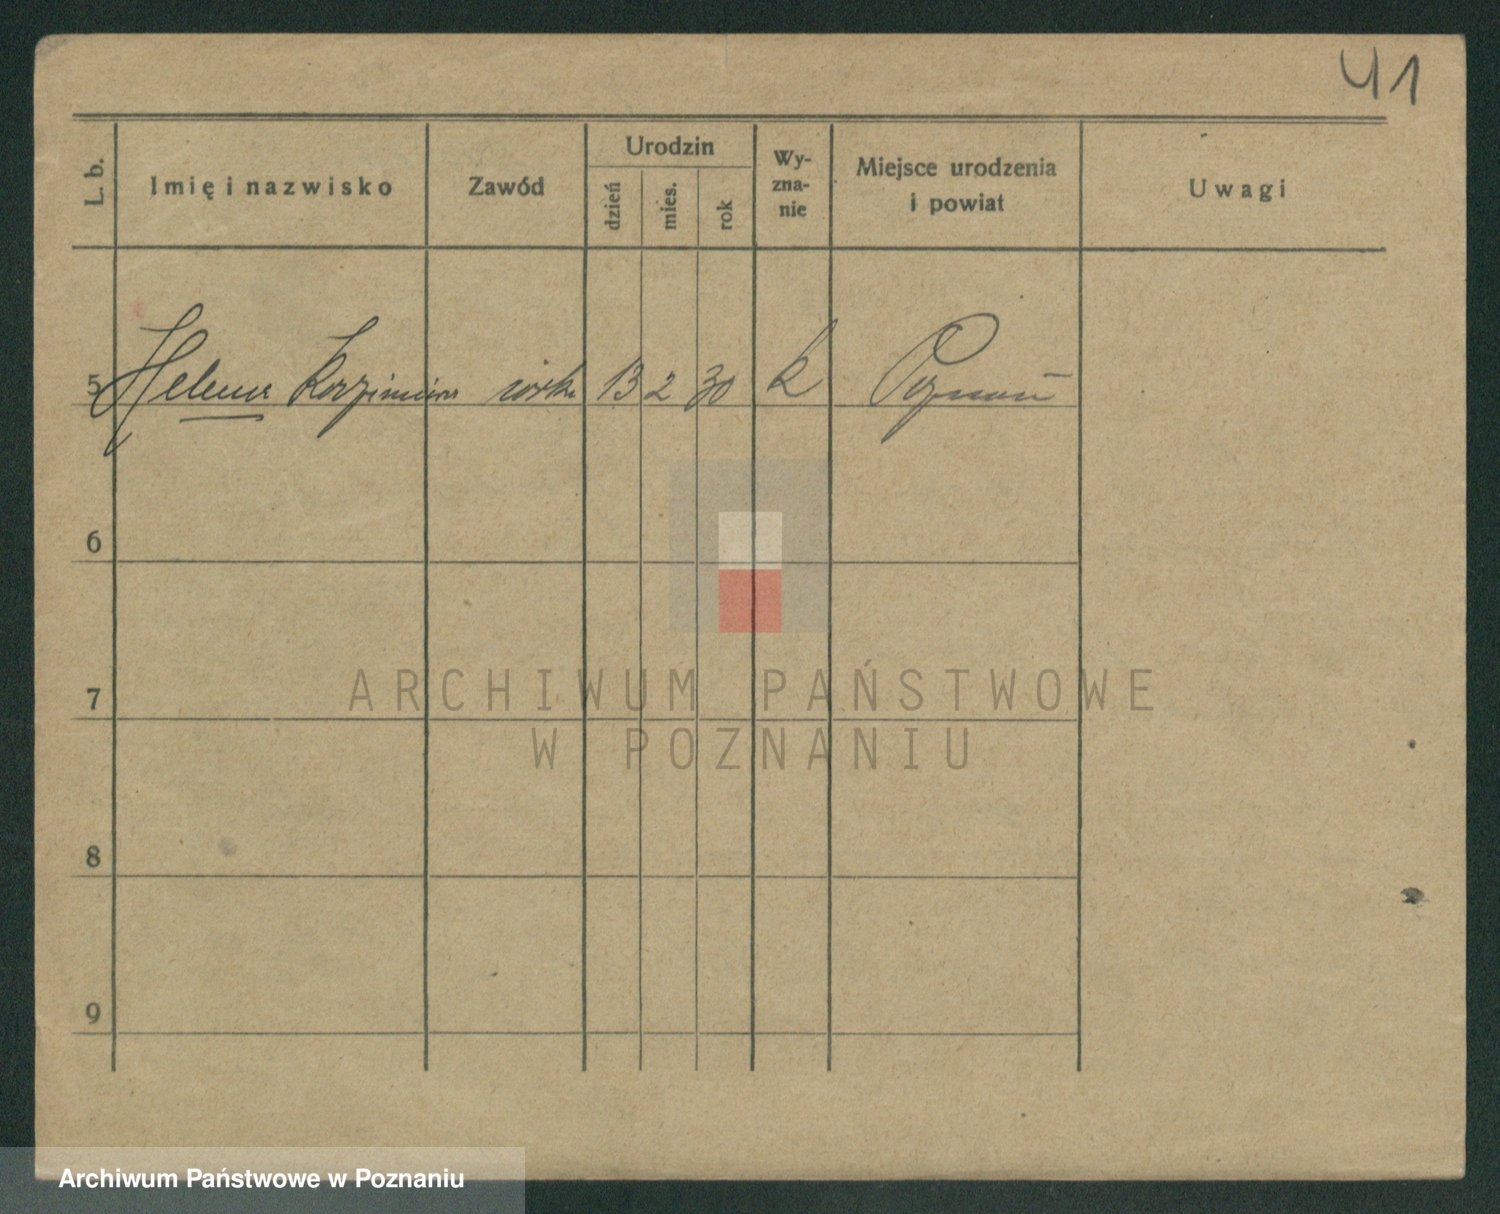 41
L. b.
Imię i nazwisko
Zawód
Urodzin
dzień
mies.
rok
Wy-
zna-
nie
Miejsce urodzenia
i powiat
Uwagi
5 Helena Kazimiera 13 2 30 k Poznań
6
7
8
9
ARCHIWUM PAŃSTWOWE
W POZNANIU
Archiwum Państwowe w Poznaniu